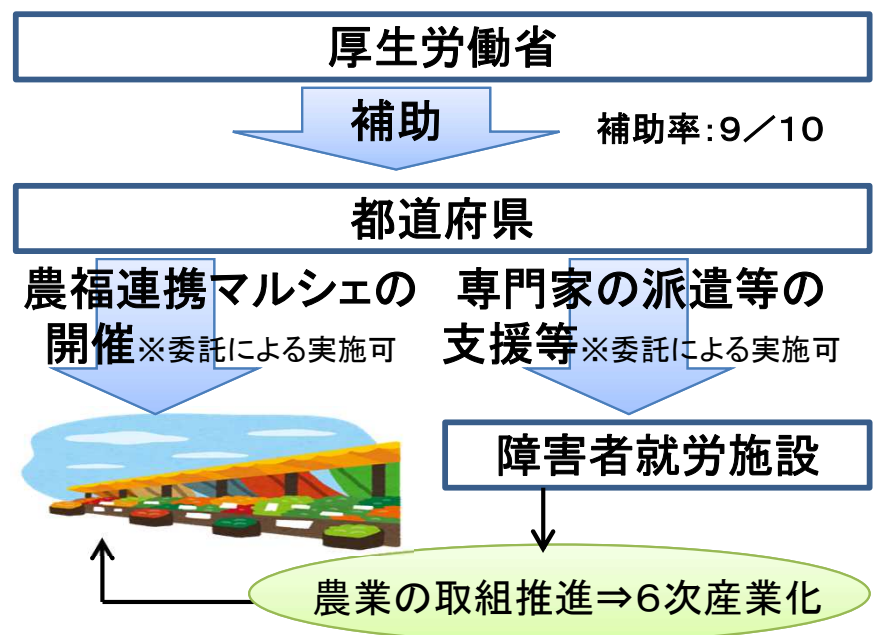 厚生労働省
補助
補助率：９／１０
都道府県
農福連携マルシェの
開催※委託による実施可
専門家の派遣等の
支援等※委託による実施可
障害者就労施設
農業の取組推進⇒６次産業化